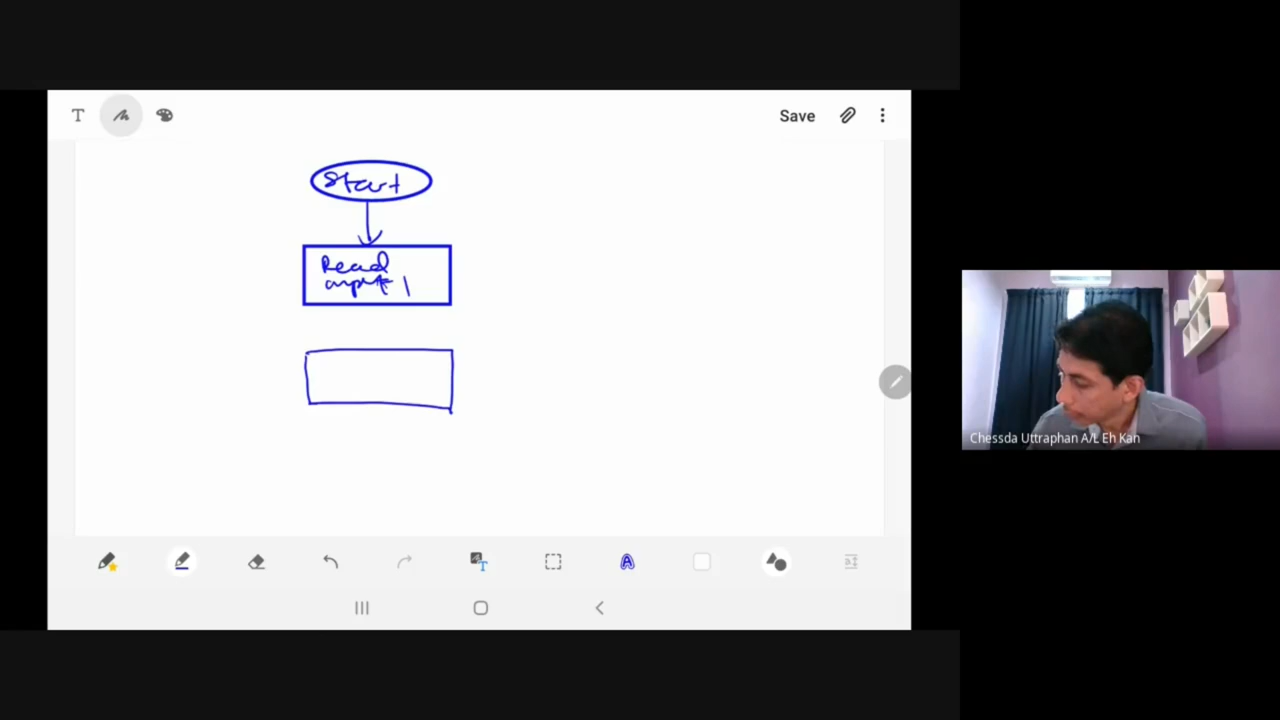 T
Save
Start
Read
input 1
Chessda Uttraphan A/L Eh Kan
T
A